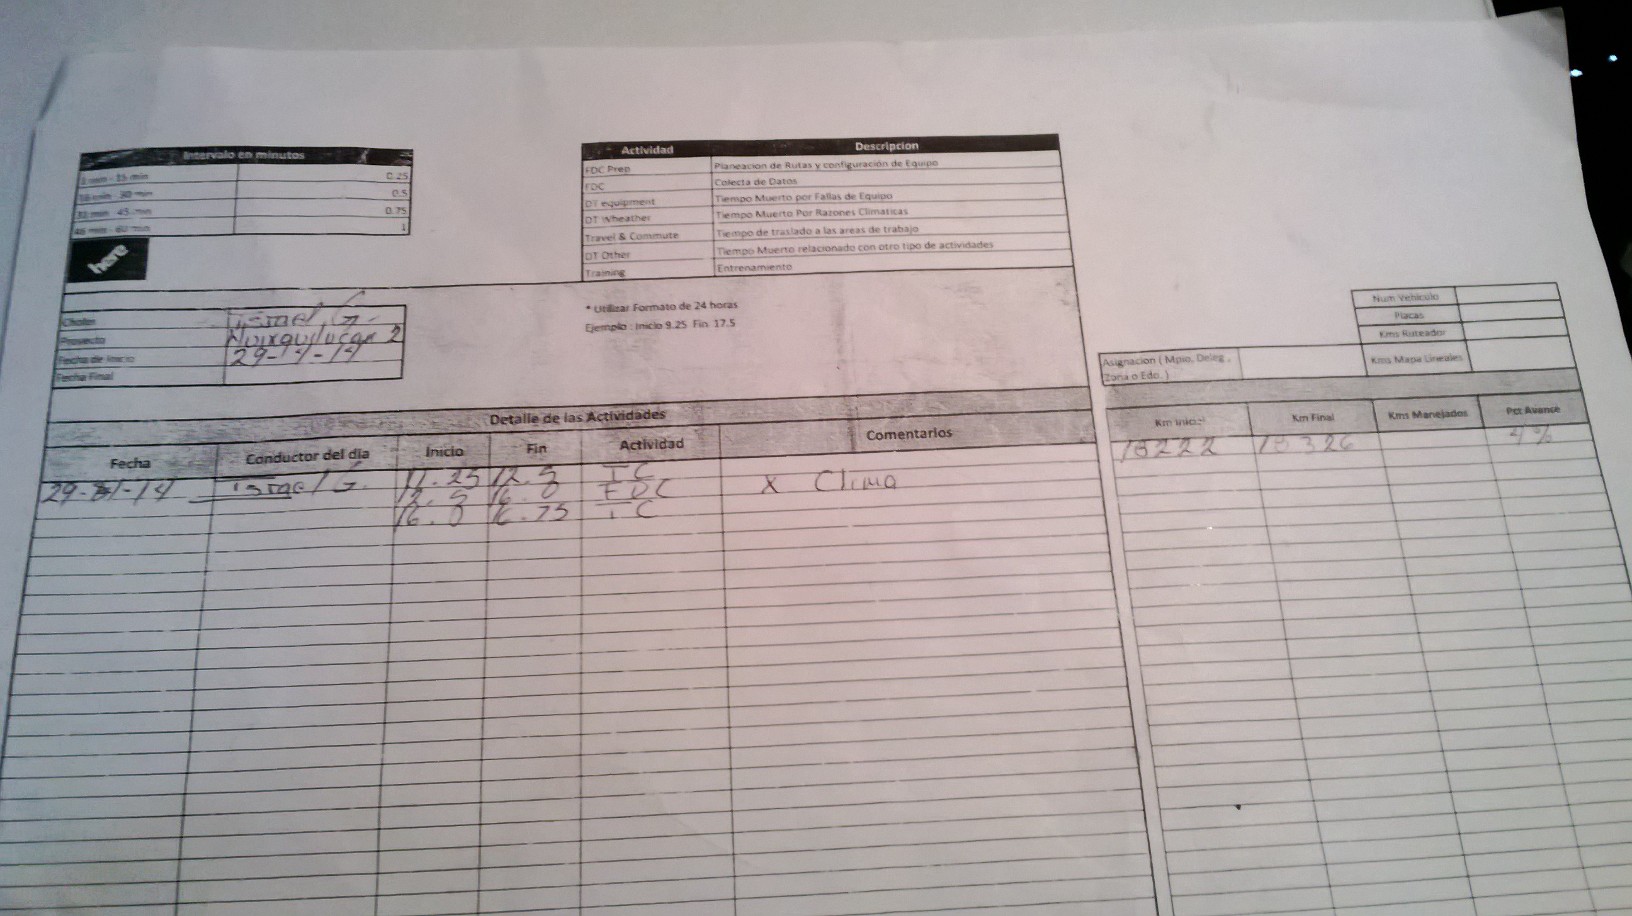 Intervalo en minutos
1 min - 15 min 0.25
16 min - 30 min 0.5
31 min - 45 min 0.75
46 min - 60 min 1
here
Actividad Descripcion
FDC Prep Planeacion de Rutas y configuración de Equipo
FDC Colecta de Datos
DT equipment Tiempo Muerto por Fallas de Equipo
DT Wheather Tiempo Muerto Por Razones Climaticas
Travel & Commute Tiempo de traslado a las areas de trabajo
DT Other Tiempo Muerto relacionado con otro tipo de actividades
Training Entrenamiento
* Utilizar Formato de 24 horas
Ejemplo : Inicio 9.25 Fin 17.5
Chofer Ismael G.
Proyecto Huixquilucan 2
Fecha de Inicio 29- -14
Fecha Final
Num Vehiculo
Placas
Kms Ruteador
Kms Mapa Lineales
Asignacion ( Mpio, Deleg ,
Zona o Edo. )
Detalle de las Actividades
Fecha Conductor del dia Inicio Fin Actividad Comentarios Km Inicial Km Final Kms Manejados Pct Avance
29- -14 Ismael G. 11.25 12.5 TC 18222 18326 4%
12.5 16.0 FDC x Clima
16.0 16.75 TC